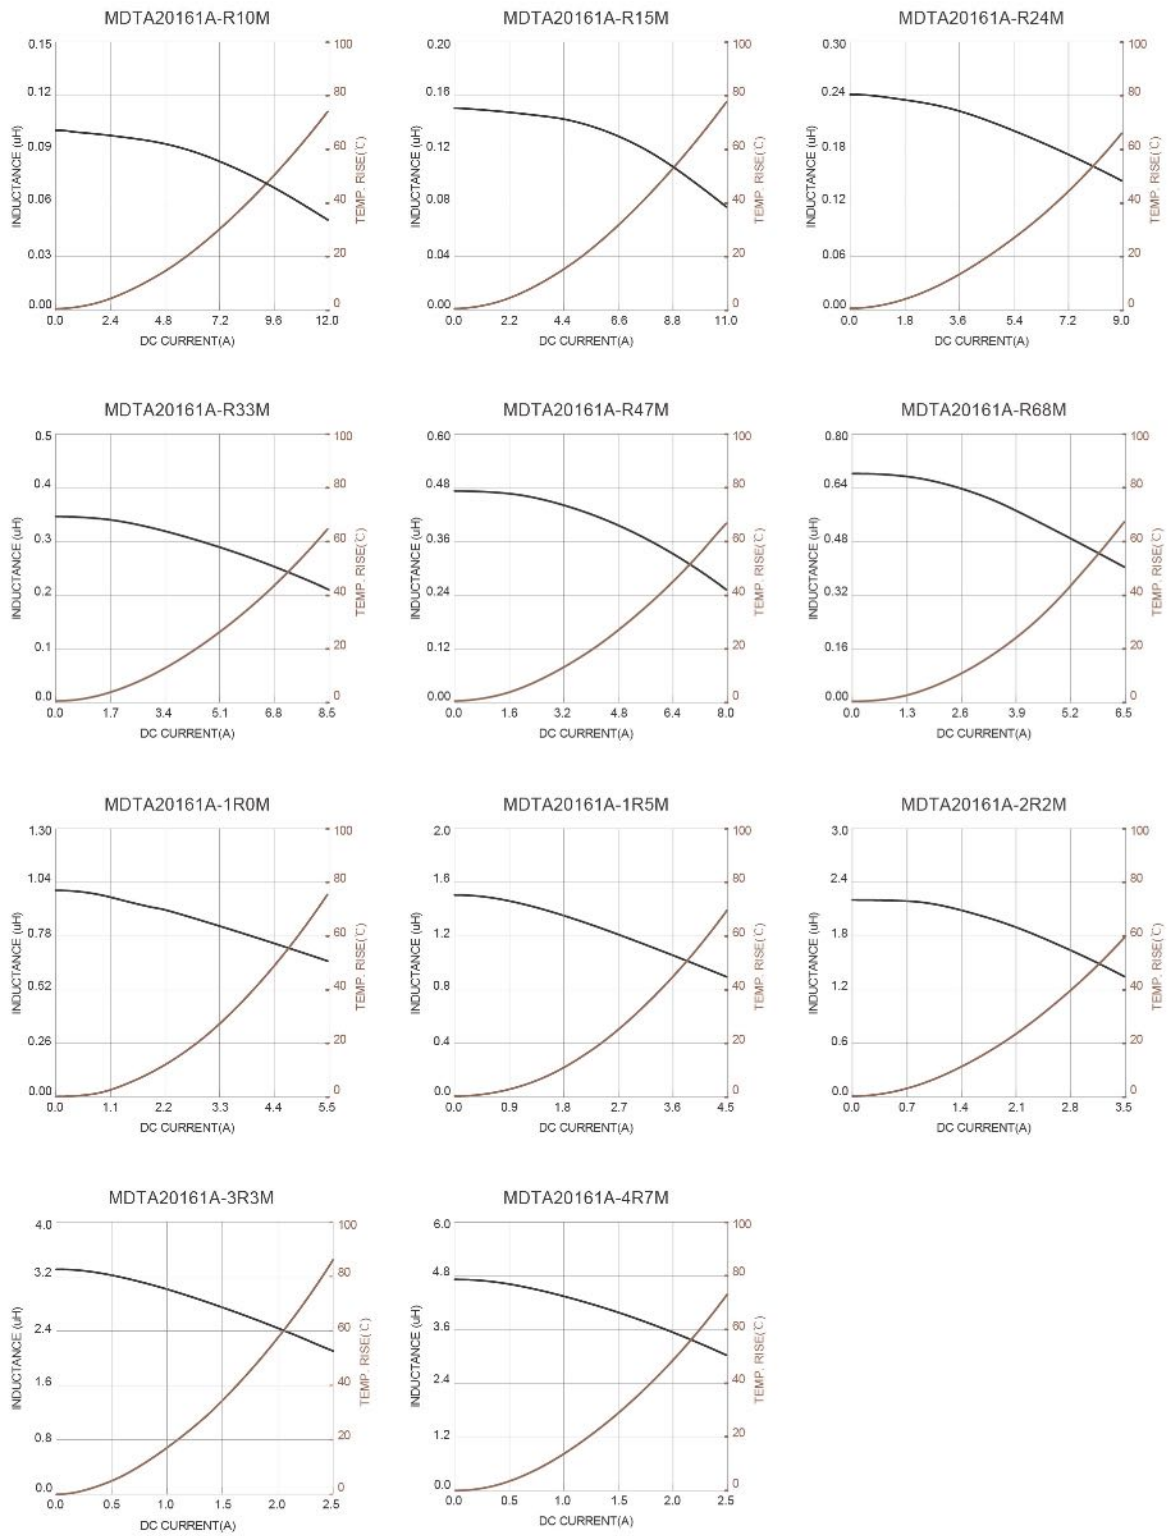 MDTA20161A-R10M
MDTA20161A-R15M
MDTA20161A-R24M
0.15
0.12
0.09
0.06
0.03
0.00
INDUCTANCE (uH)
100
80
60
40
20
0
TEMP. RISE(℃)
0.0 2.4 4.8 7.2 9.6 12.0
DC CURRENT(A)
0.20
0.16
0.12
0.08
0.04
0.00
INDUCTANCE (uH)
100
80
60
40
20
0
TEMP. RISE(℃)
0.0 2.2 4.4 6.6 8.8 11.0
DC CURRENT(A)
0.30
0.24
0.18
0.12
0.06
0.00
INDUCTANCE (uH)
100
80
60
40
20
0
TEMP. RISE(℃)
0.0 1.8 3.6 5.4 7.2 9.0
DC CURRENT(A)
MDTA20161A-R33M
MDTA20161A-R47M
MDTA20161A-R68M
0.5
0.4
0.3
0.2
0.1
0.0
INDUCTANCE (uH)
100
80
60
40
20
0
TEMP. RISE(℃)
0.0 1.7 3.4 5.1 6.8 8.5
DC CURRENT(A)
0.60
0.48
0.36
0.24
0.12
0.00
INDUCTANCE (uH)
100
80
60
40
20
0
TEMP. RISE(℃)
0.0 1.6 3.2 4.8 6.4 8.0
DC CURRENT(A)
0.80
0.64
0.48
0.32
0.16
0.00
INDUCTANCE (uH)
100
80
60
40
20
0
TEMP. RISE(℃)
0.0 1.3 2.6 3.9 5.2 6.5
DC CURRENT(A)
MDTA20161A-1R0M
MDTA20161A-1R5M
MDTA20161A-2R2M
1.30
1.04
0.78
0.52
0.26
0.00
INDUCTANCE (uH)
100
80
60
40
20
0
TEMP. RISE(℃)
0.0 1.1 2.2 3.3 4.4 5.5
DC CURRENT(A)
2.0
1.6
1.2
0.8
0.4
0.0
INDUCTANCE (uH)
100
80
60
40
20
0
TEMP. RISE(℃)
0.0 0.9 1.8 2.7 3.6 4.5
DC CURRENT(A)
3.0
2.4
1.8
1.2
0.6
0.0
INDUCTANCE (uH)
100
80
60
40
20
0
TEMP. RISE(℃)
0.0 0.7 1.4 2.1 2.8 3.5
DC CURRENT(A)
MDTA20161A-3R3M
MDTA20161A-4R7M
4.0
3.2
2.4
1.6
0.8
0.0
INDUCTANCE (uH)
100
80
60
40
20
0
TEMP. RISE(℃)
0.0 0.5 1.0 1.5 2.0 2.5
DC CURRENT(A)
6.0
4.8
3.6
2.4
1.2
0.0
INDUCTANCE (uH)
100
80
60
40
20
0
TEMP. RISE(℃)
0.0 0.5 1.0 1.5 2.0 2.5
DC CURRENT(A)